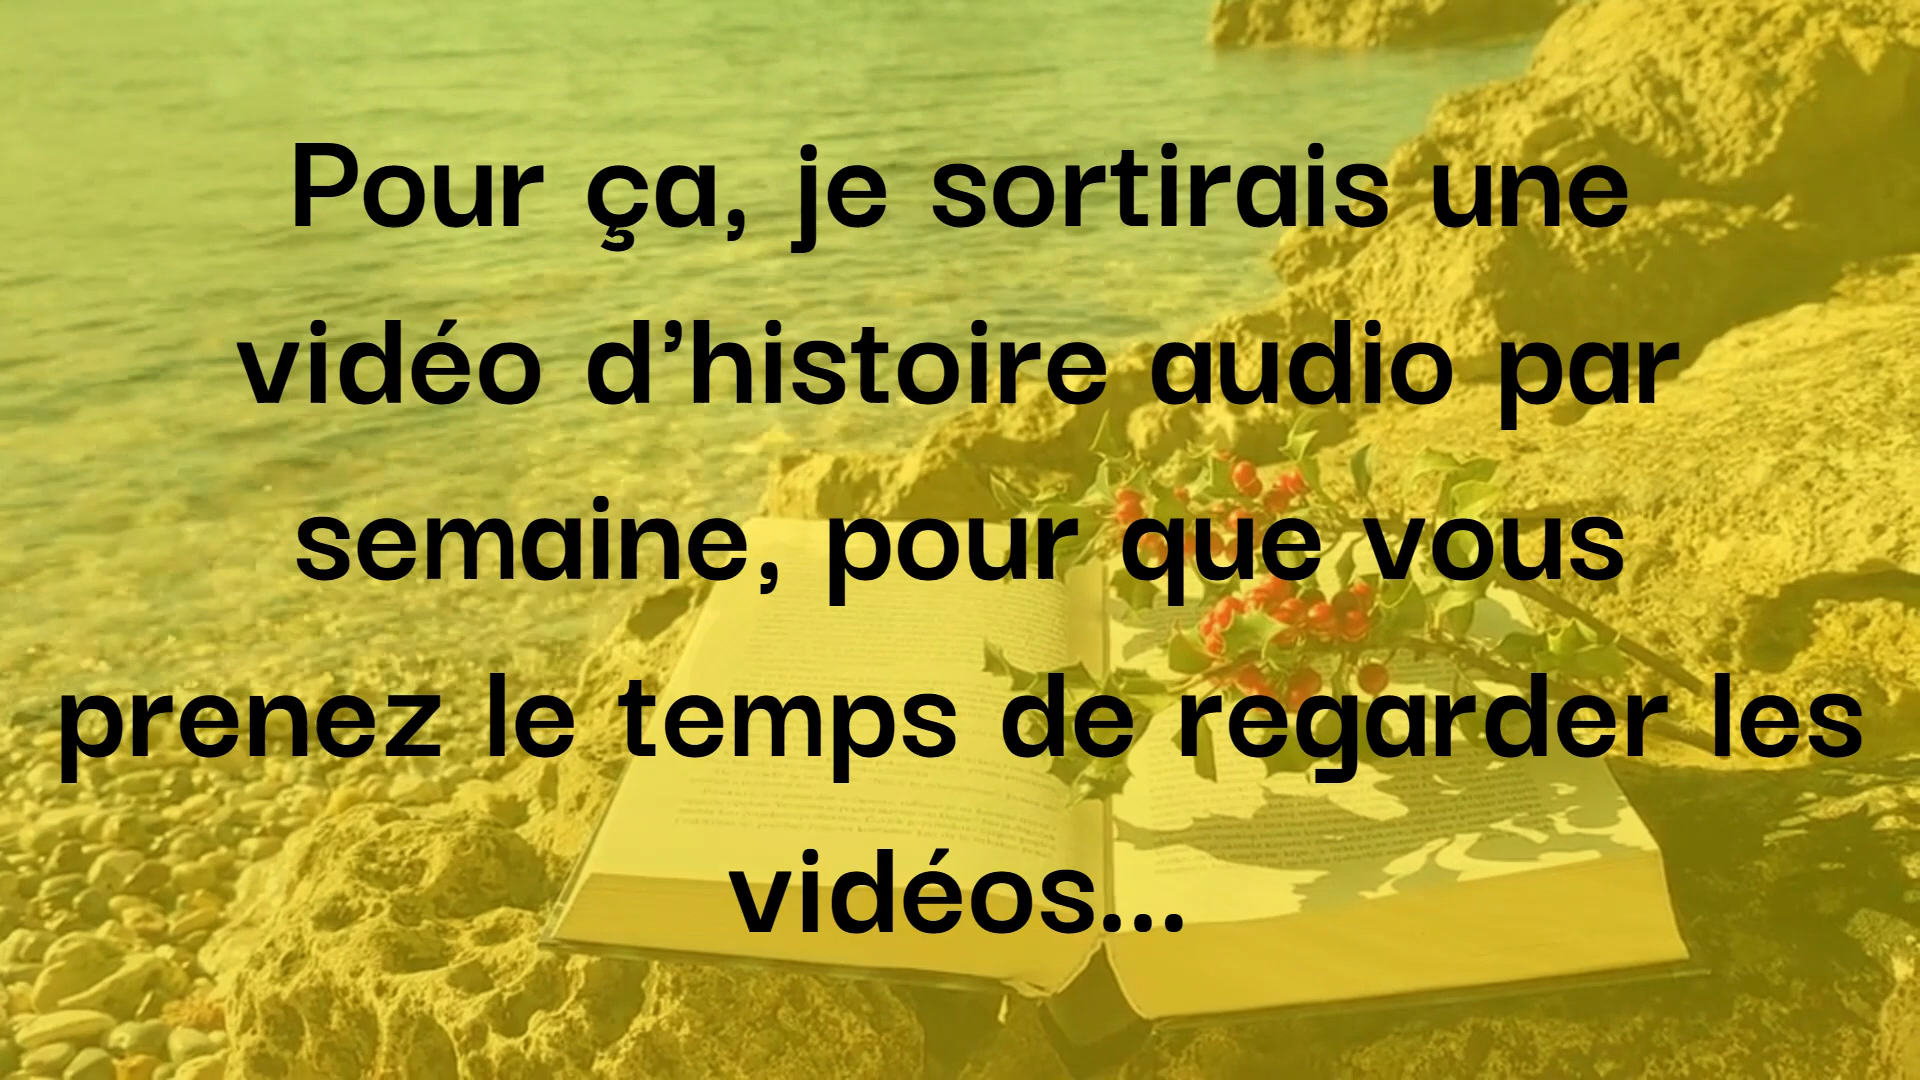 Pour ça, je sortirais une
vidéo d’histoire audio par
semaine, pour que vous
prenez le temps de regarder les
vidéos...